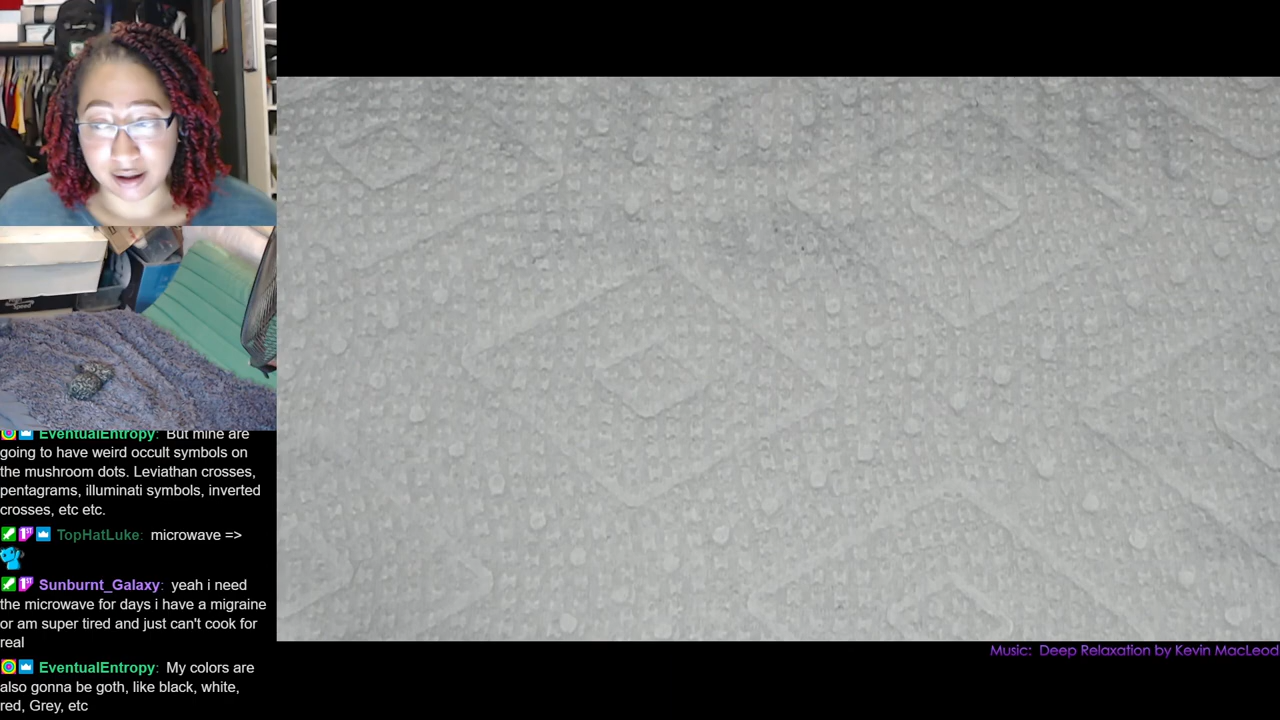 EventualEntropy: But mine are
going to have weird occult symbols on
the mushroom dots. Leviathan crosses,
pentagrams, illuminati symbols, inverted
crosses, etc etc.
TopHatLuke: microwave =>
Sunburnt_Galaxy: yeah i need
the microwave for days i have a migraine
or am super tired and just can't cook for
real
EventualEntropy: My colors are
also gonna be goth, like black, white,
red, Grey, etc
Music: Deep Relaxation by Kevin MacLeod